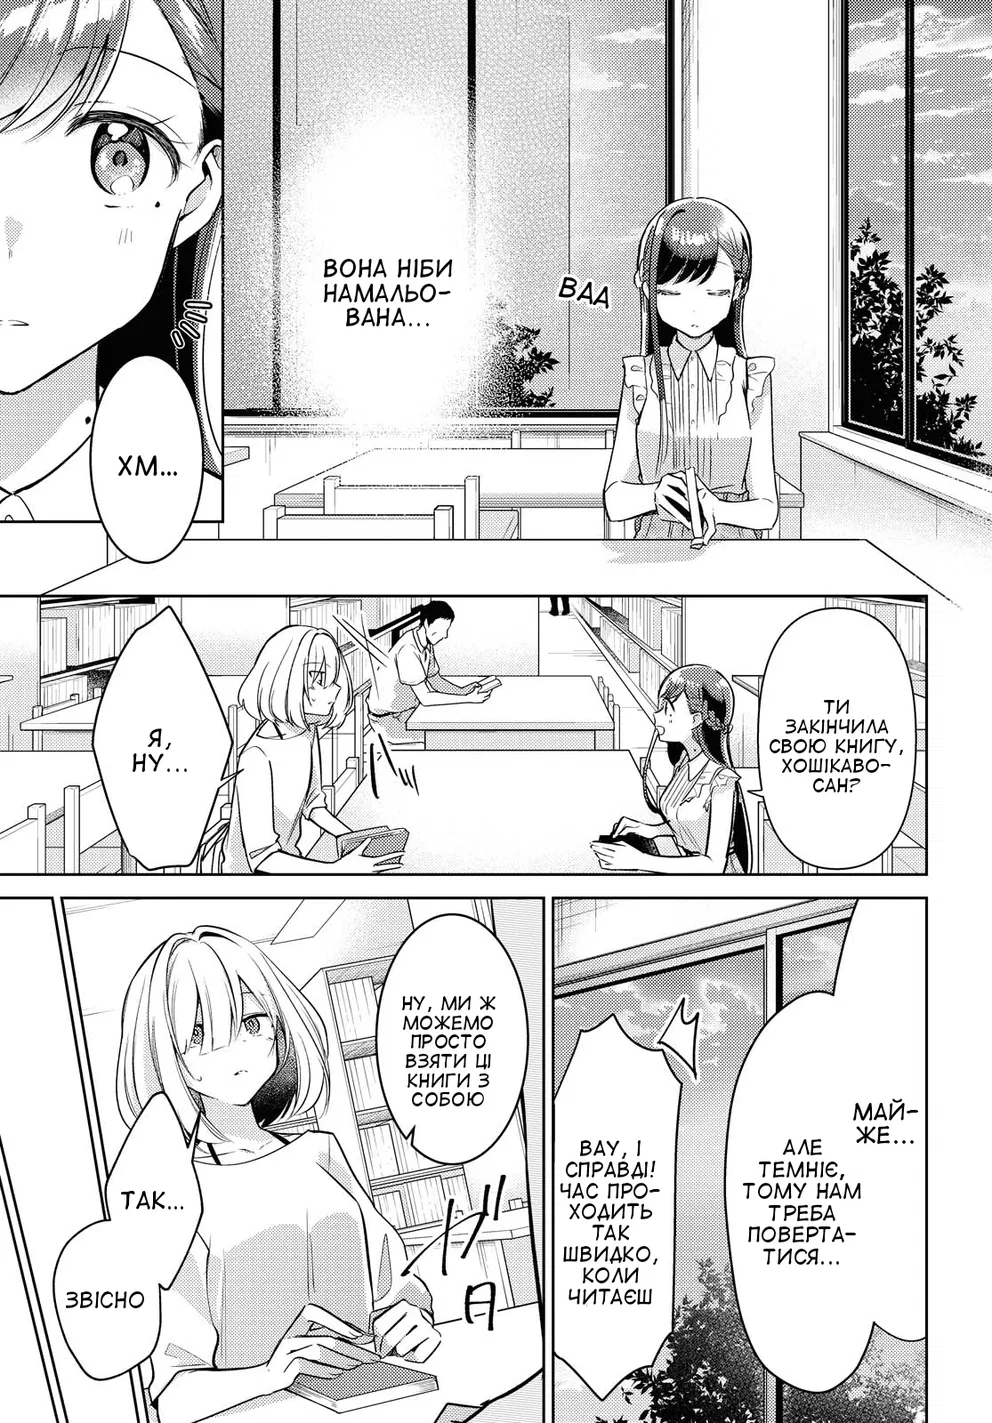 ВОНА НІБИ
НАМАЛЬО-
ВАНА...
ВАА
ХМ...
ТИ
ЗАКІНЧИЛА
СВОЮ КНИГУ,
ХОШІКАВО-
САН?
Я,
НУ...
МАЙ-
ЖЕ...
АЛЕ
ТЕМНІЄ,
ТОМУ НАМ
ТРЕБА
ПОВЕРТА-
ТИСЯ...
ВАУ, І
СПРАВДІ!
ЧАС ПРО-
ХОДИТЬ
ТАК
ШВИДКО,
КОЛИ
ЧИТАЄШ
НУ, МИ Ж
МОЖЕМО
ПРОСТО
ВЗЯТИ ЦІ
КНИГИ З
СОБОЮ
ТАК...
ЗВІСНО